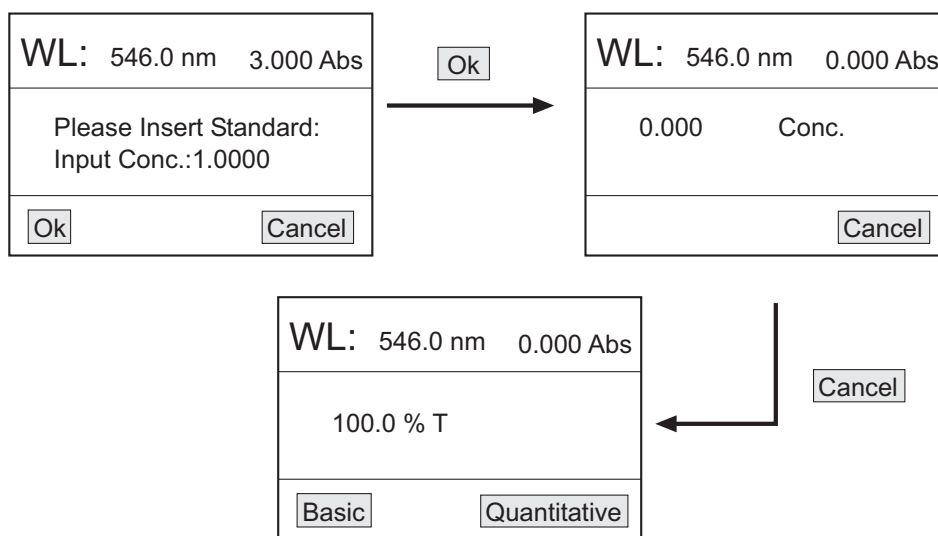 WL: 546.0 nm 3.000 Abs
Please Insert Standard:
Input Conc.:1.0000
Ok Cancel
Ok
WL: 546.0 nm 0.000 Abs
0.000 Conc.
Cancel
Cancel
WL: 546.0 nm 0.000 Abs
100.0 % T
Basic Quantitative